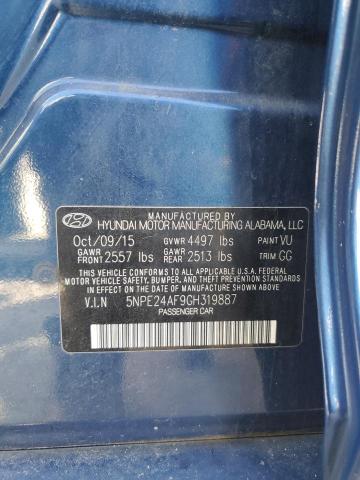 MANUFACTURED BY
HYUNDAI MOTOR MANUFACTURING ALABAMA, LLC
Oct/09/15 GVWR 4497 lbs PAINT VU
GAWR FRONT 2557 lbs GAWR REAR 2513 lbs TRIM GG
THIS VEHICLE CONFORMS TO ALL APPLICABLE
FEDERAL MOTOR VEHICLE SAFETY, BUMPER, AND THEFT PREVENTION
STANDARDS IN EFFECT ON THE DATE OF MANUFACTURE SHOWN ABOVE.
V.I.N 5NPE24AF9GH319887
PASSENGER CAR